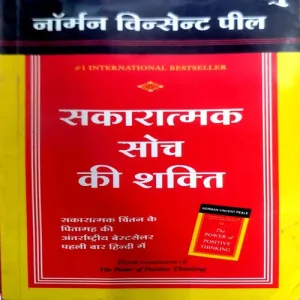 नॉर्मन विन्सेन्ट पील
#1 INTERNATIONAL BESTSELLER
सकारात्मक
सोच
की शक्ति
सकारात्मक चिंतन के
पितामह की
अंतर्राष्ट्रीय बेस्टसेलर
पहली बार हिन्दी में
Hindi translation of
The Power of Positive Thinking
NORMAN VINCENT PEALE
The
POWER of
POSITIVE
THINKING